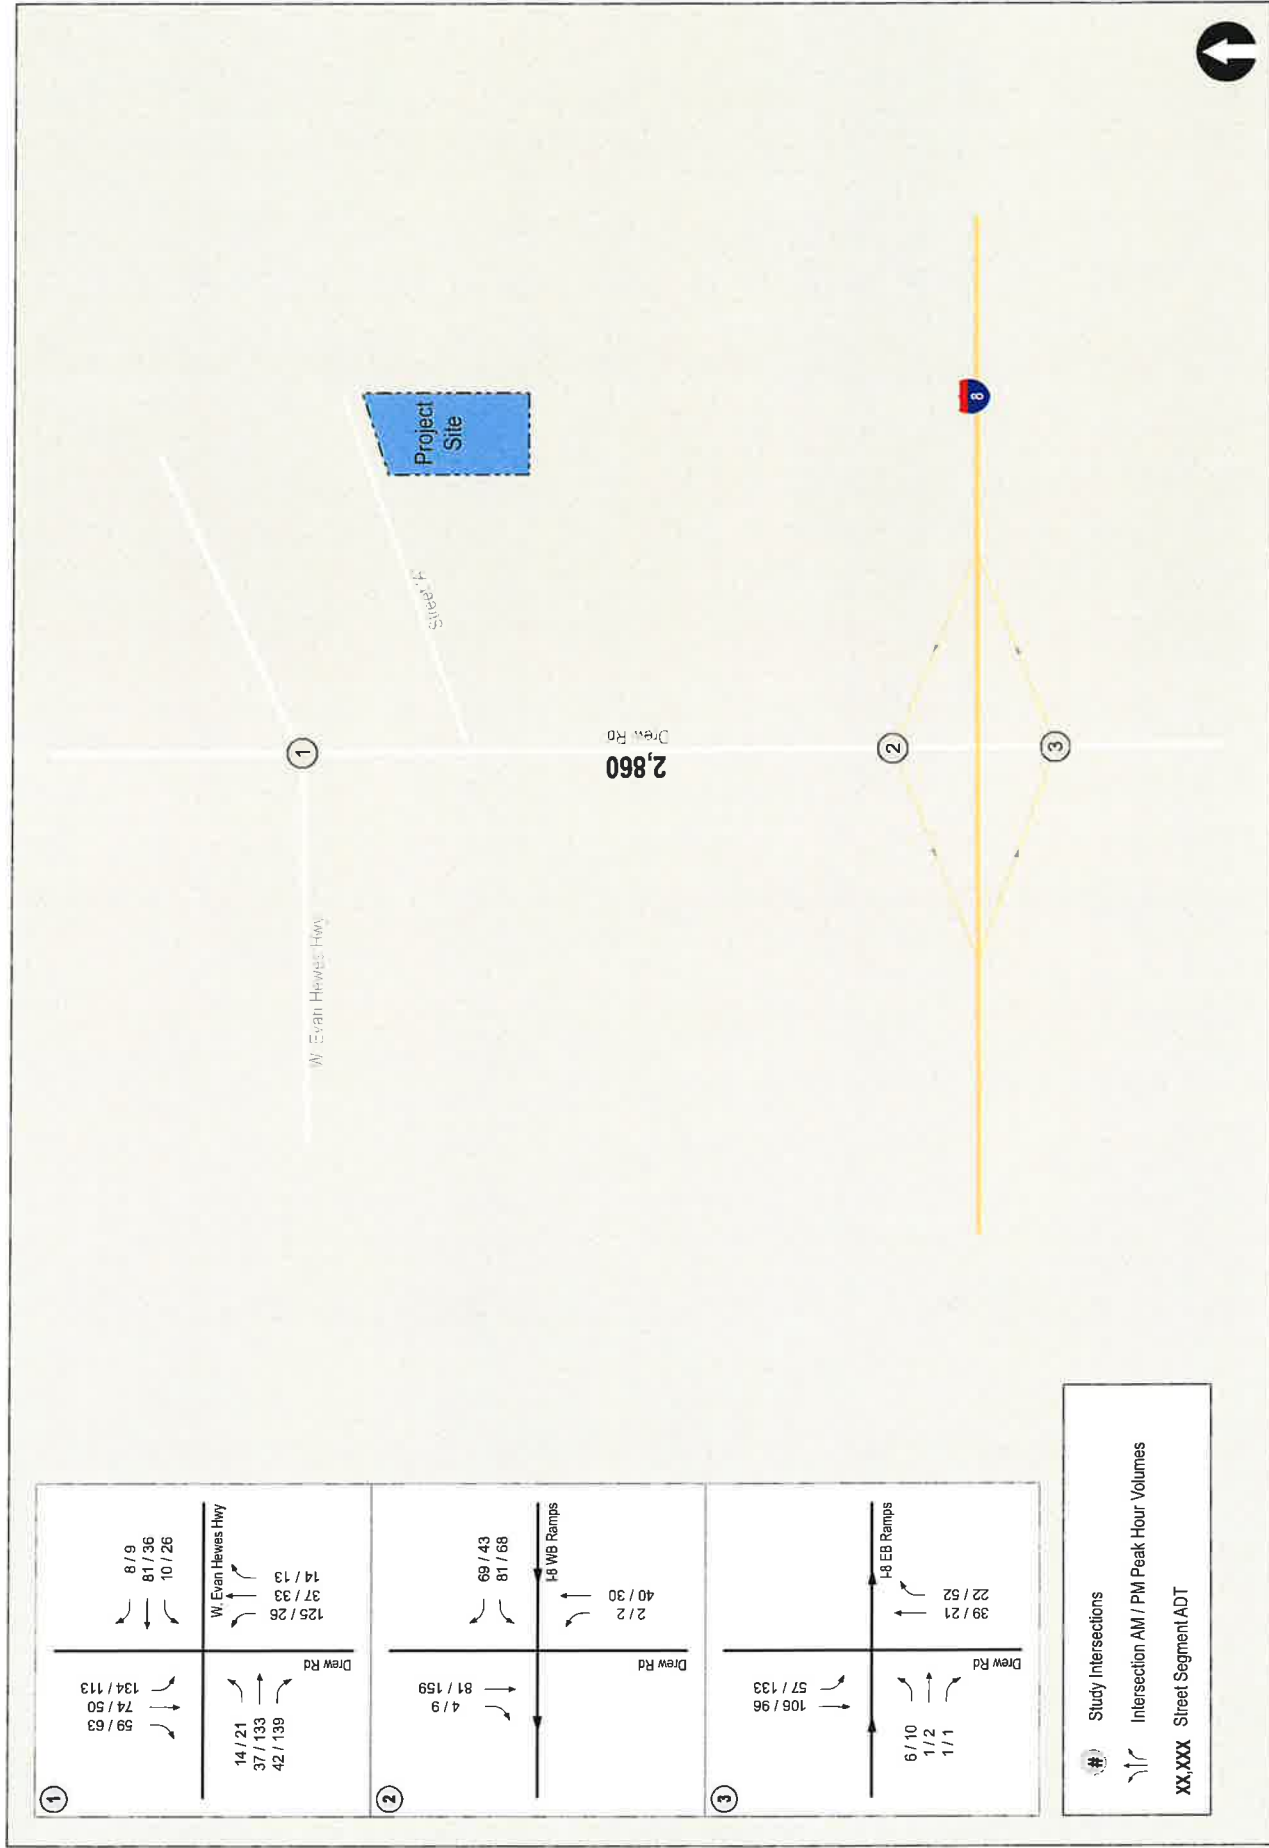 1
59 / 63
74 / 50
134 / 113
8 / 9
81 / 36
10 / 26
W. Evan Hewes Hwy
Drew Rd
14 / 21
37 / 133
42 / 139
125 / 26
37 / 33
14 / 13
2
4 / 9
81 / 159
69 / 43
81 / 68
I-8 WB Ramps
Drew Rd
2 / 2
40 / 30
3
106 / 96
57 / 133
I-8 EB Ramps
Drew Rd
6 / 10
1 / 2
1 / 1
39 / 21
22 / 52
# Study Intersections
Intersection AM / PM Peak Hour Volumes
XX,XXX Street Segment ADT
W. Evan Hewes Hwy
1
Street 'A'
Project
Site
2,860
Drew Rd
2
8
3